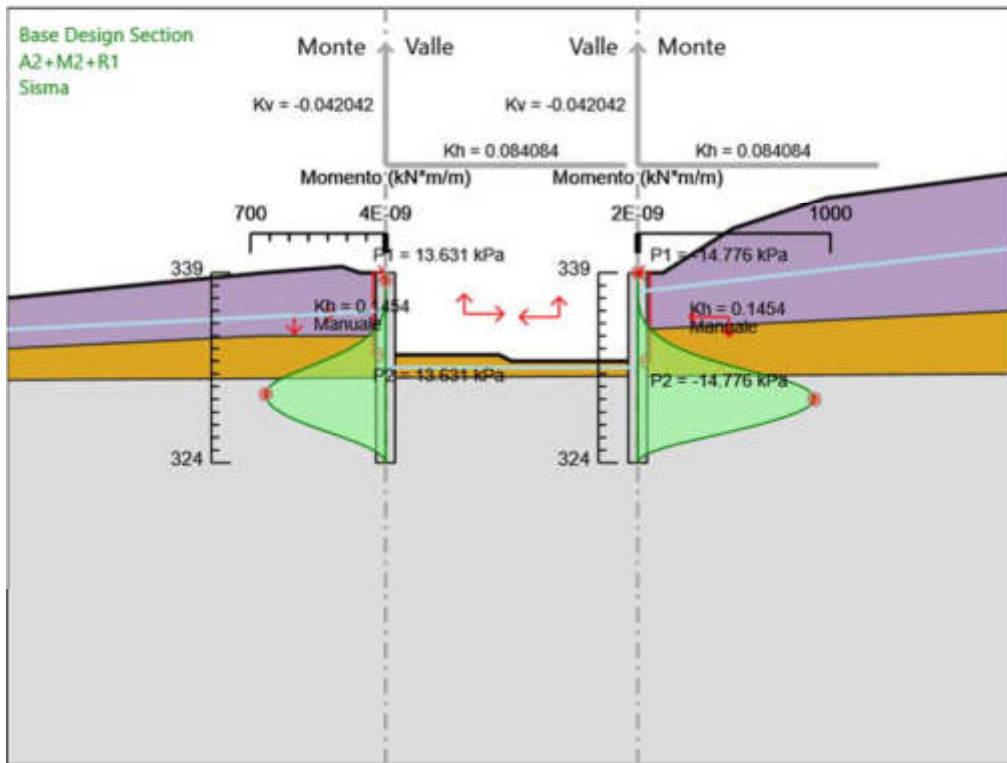 Base Design Section
A2+M2+R1
Sisma
Monte Valle Valle Monte
Kv = -0.042042 Kv = -0.042042
Kh = 0.084084 Kh = 0.084084
Momento (kN*m/m) Momento (kN*m/m)
700 4E-09 2E-09 1000
P1 = 13.631 kPa P1 = -14.776 kPa
339 339
Kh = 0.1454 Kh = 0.1454
Manuale Manuale
P2 = 13.631 kPa P2 = -14.776 kPa
324 324